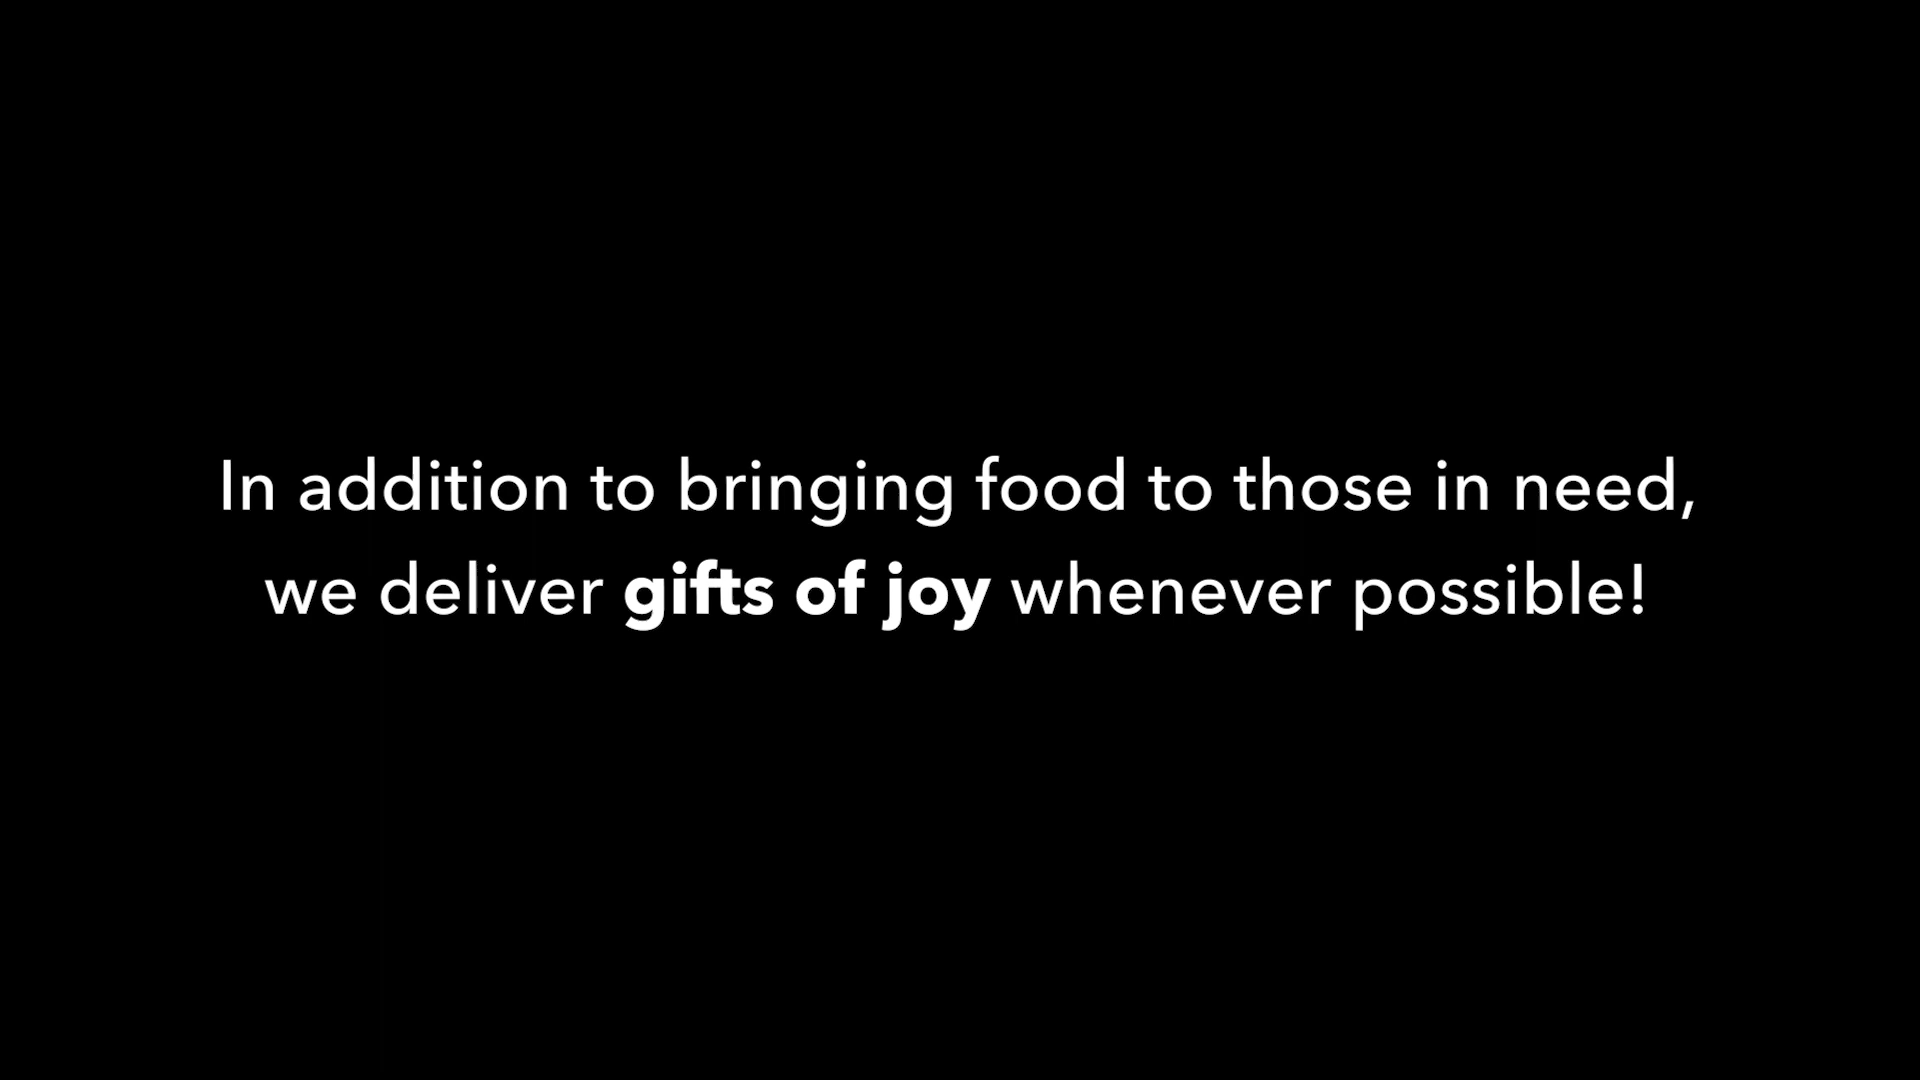 In addition to bringing food to those in need,
we deliver gifts of joy whenever possible!